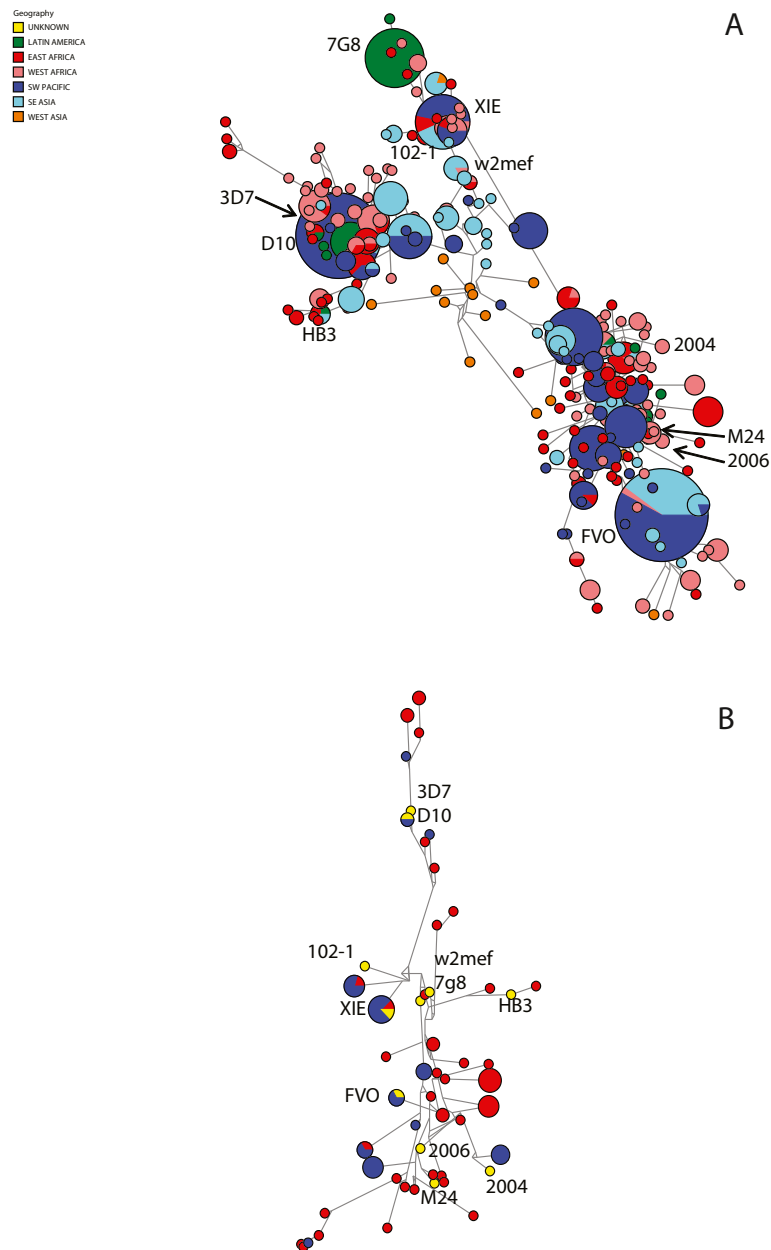 Geography
UNKNOWN
LATIN AMERICA
EAST AFRICA
WEST AFRICA
SW PACIFIC
SE ASIA
WEST ASIA
A
7G8
XIE
102-1
w2mef
3D7
D10
HB3
2004
M24
2006
FVO
B
3D7
D10
102-1
w2mef
7g8
XIE
HB3
FVO
2006
2004
M24